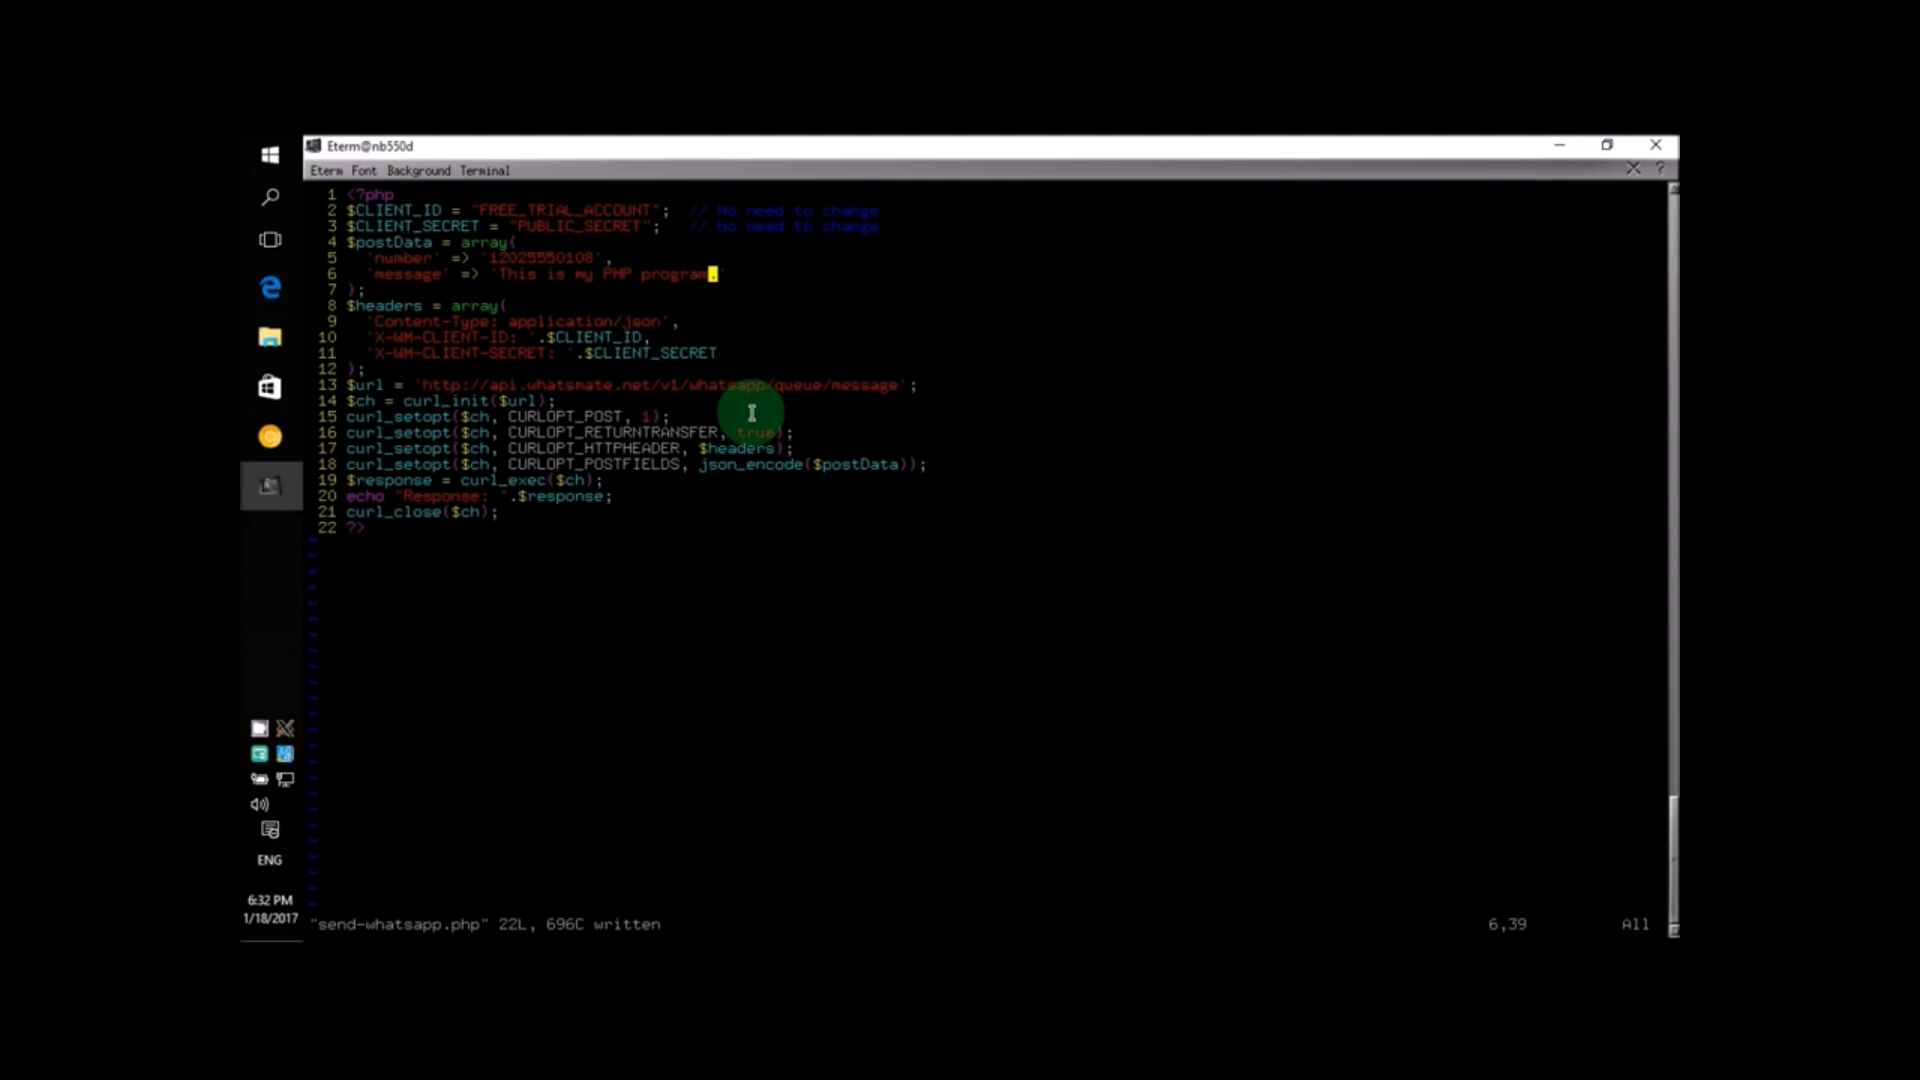 Eterm@nb550d
Eterm Font Background Terminal
1 <?php
2 $CLIENT_ID = "FREE_TRIAL_ACCOUNT";  // No need to change
3 $CLIENT_SECRET = "PUBLIC_SECRET";   // No need to change
4 $postData = array(
5   'number' => '12025550108',
6   'message' => 'This is my PHP program.'
7 );
8 $headers = array(
9   'Content-Type: application/json',
10   'X-WM-CLIENT-ID: '.$CLIENT_ID,
11   'X-WM-CLIENT-SECRET: '.$CLIENT_SECRET
12 );
13 $url = 'http://api.whatsmate.net/v1/whatsapp/queue/message';
14 $ch = curl_init($url);
15 curl_setopt($ch, CURLOPT_POST, 1);
16 curl_setopt($ch, CURLOPT_RETURNTRANSFER, true);
17 curl_setopt($ch, CURLOPT_HTTPHEADER, $headers);
18 curl_setopt($ch, CURLOPT_POSTFIELDS, json_encode($postData));
19 $response = curl_exec($ch);
20 echo "Response: ".$response;
21 curl_close($ch);
22 ?>
ENG
6:32 PM
1/18/2017
"send-whatsapp.php" 22L, 696C written 6,39 All